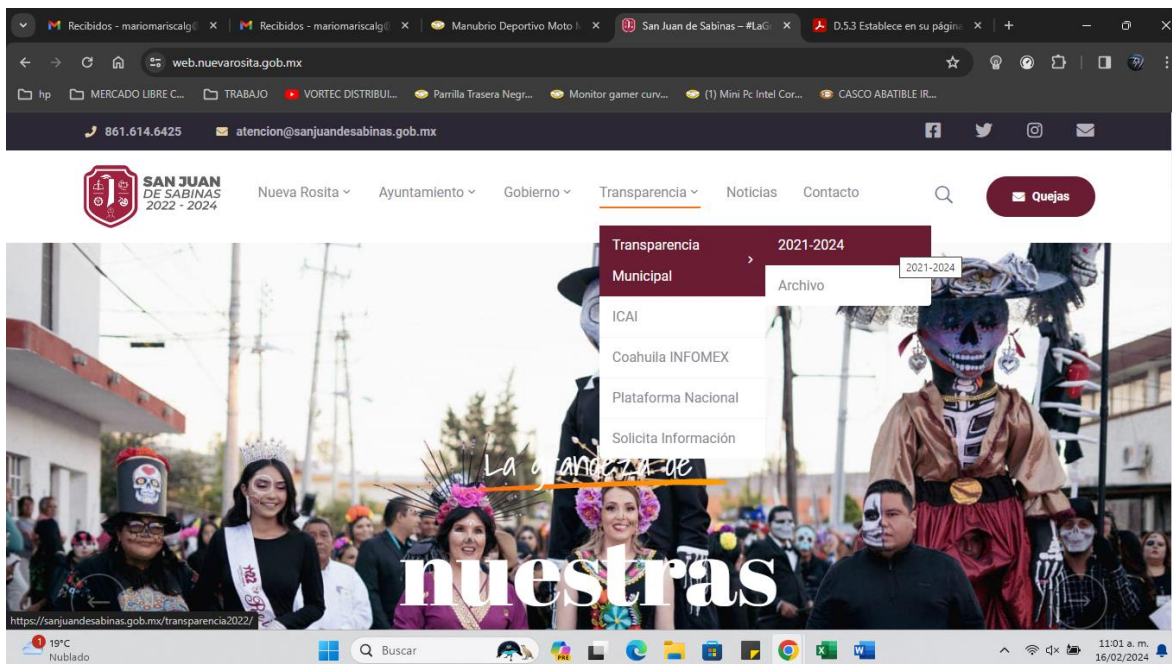 Recibidos - mariomariscalg@
Recibidos - mariomariscalg@
Manubrio Deportivo Moto N
San Juan de Sabinas – #LaGr
D.5.3 Establece en su página
web.nuevarosita.gob.mx
hp
MERCADO LIBRE C...
TRABAJO
VORTEC DISTRIBUI...
Parrilla Trasera Negr...
Monitor gamer curv...
(1) Mini Pc Intel Cor...
CASCO ABATIBLE IR...
861.614.6425
atencion@sanjuandesabinas.gob.mx
SAN JUAN
DE SABINAS
2022 - 2024
Nueva Rosita
Ayuntamiento
Gobierno
Transparencia
Noticias
Contacto
Quejas
Transparencia
Municipal
2021-2024
2021-2024
Archivo
ICAI
Coahuila INFOMEX
Plataforma Nacional
Solicita Información
La grandeza de
nuestras
https://sanjuandesabinas.gob.mx/transparencia2022/
1
19°C
Nublado
Buscar
PRE
11:01 a. m.
16/02/2024